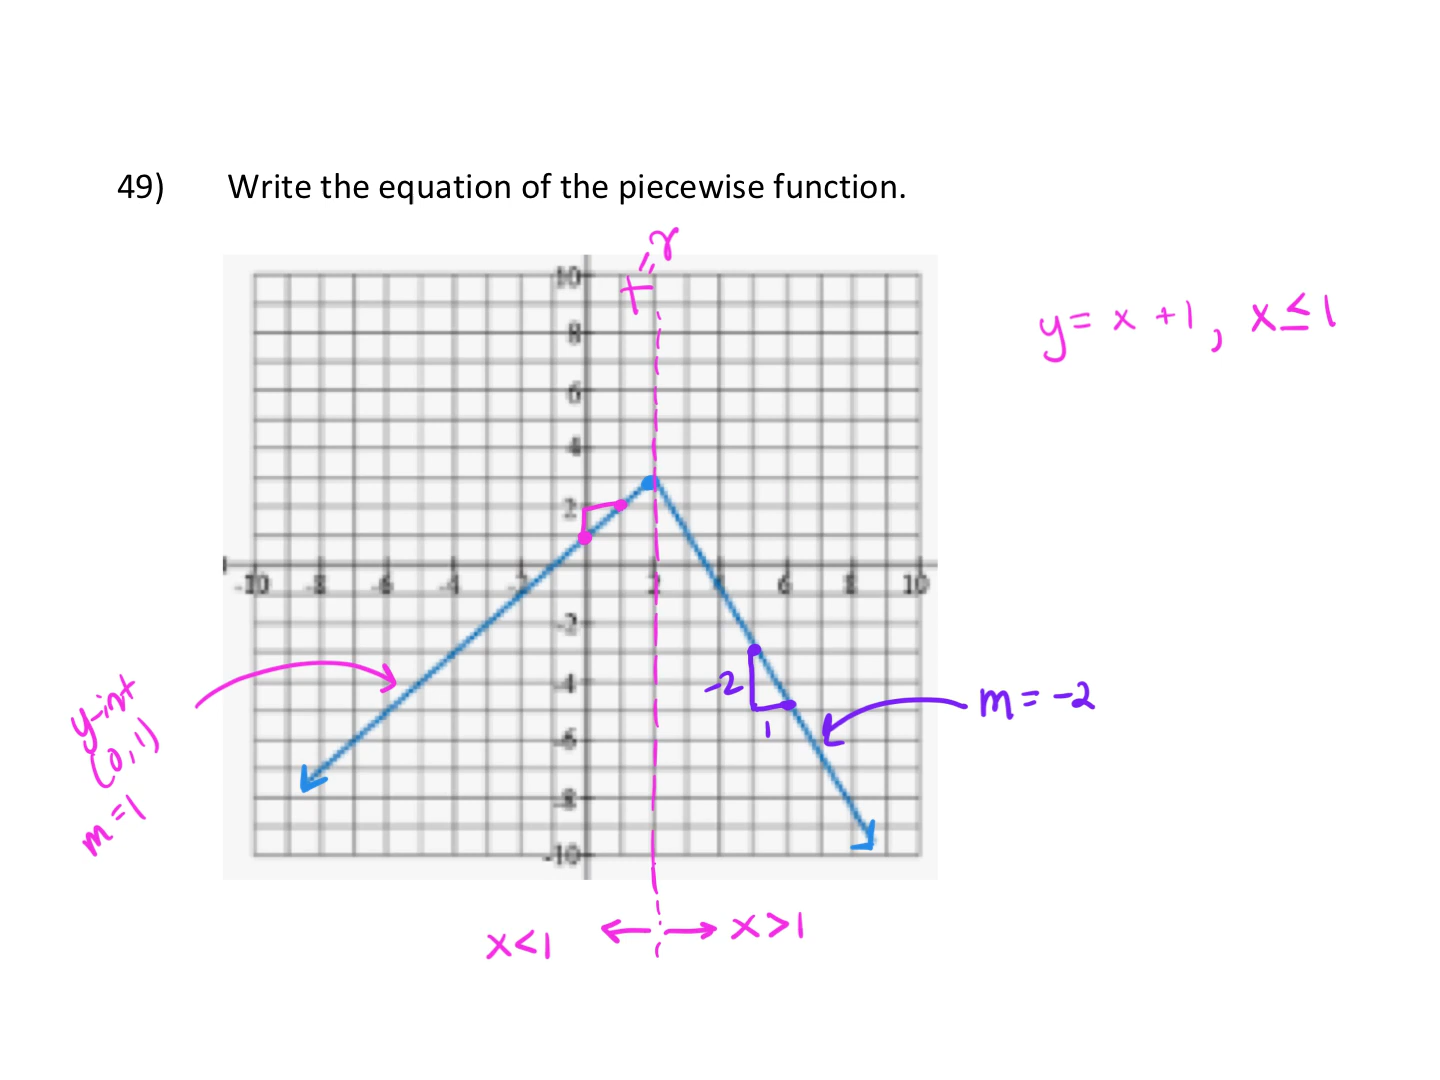 49) Write the equation of the piecewise function.
y = x + 1, x ≤ 1
10
8
6
4
2
-10 -8 -6 -4 -2 2 4 6 8 10
-2
-4
-6
-8
-10
-2
1
m = -2
y-int
(0, 1)
m = 1
x < 1
x > 1